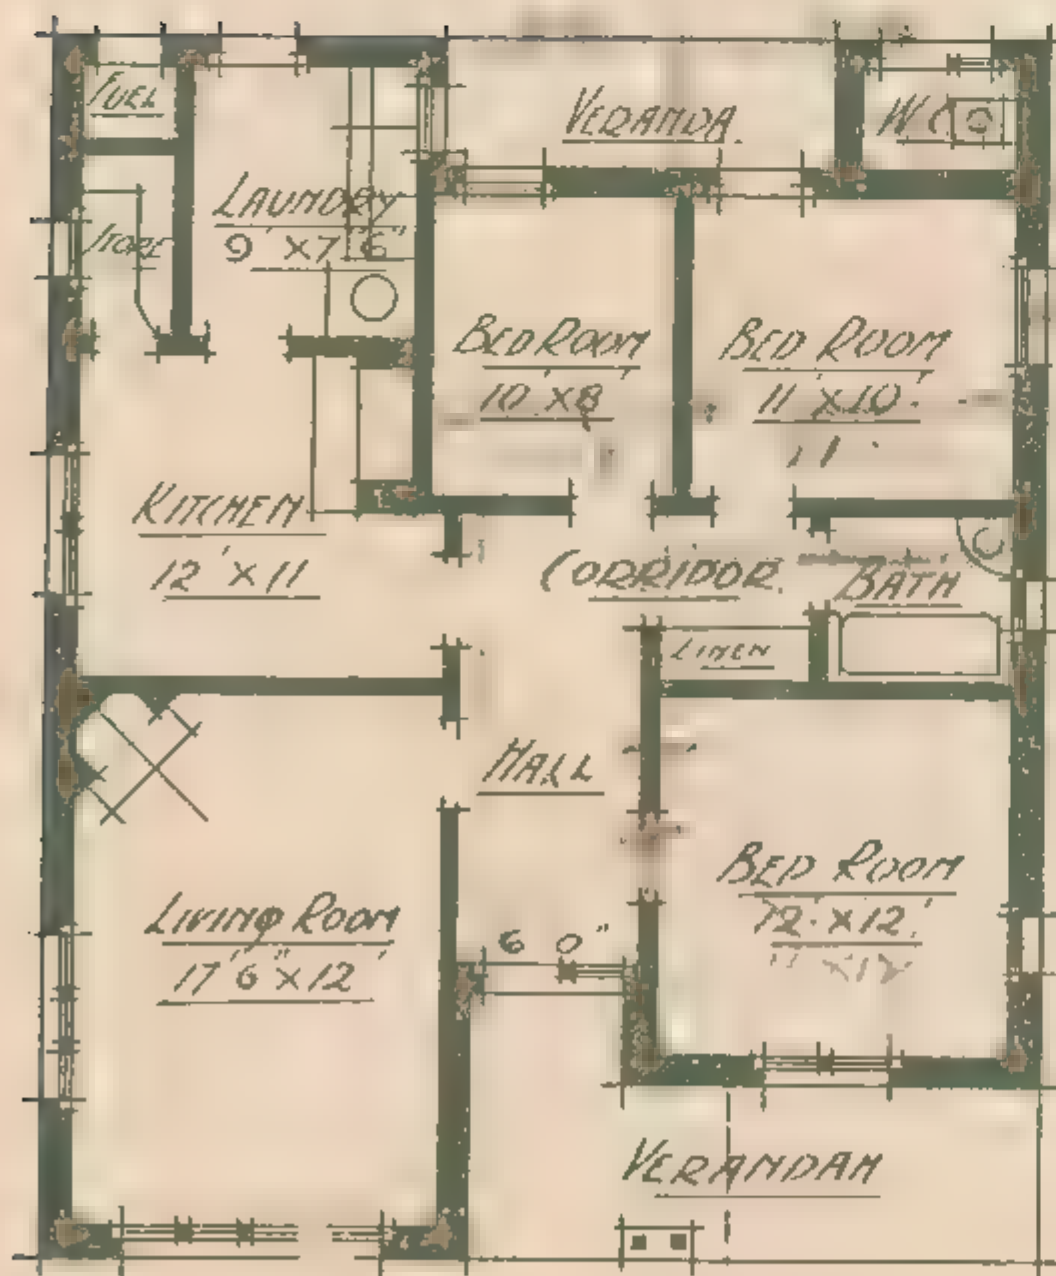 FUEL
VERANDA
WC
LAUNDRY
9' X 7' 6"
STORE
BED ROOM
10' X 8'
BED ROOM
11' X 10'
KITCHEN
12' X 11
CORRIDOR
BATH
LINEN
HALL
BED ROOM
12' X 12'
LIVING ROOM
17' 6" X 12'
6' 0"
VERANDAH